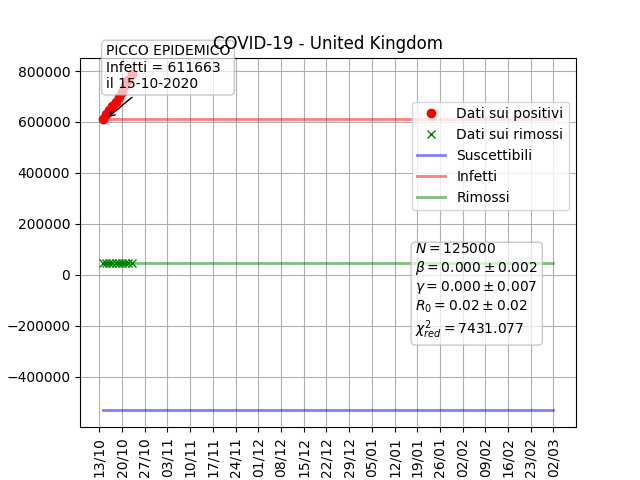 COVID-19 - United Kingdom
PICCO EPIDEMICO
Infetti = 611663
il 15-10-2020
800000
600000
400000
200000
0
−200000
−400000
Dati sui positivi
Dati sui rimossi
Suscettibili
Infetti
Rimossi
N = 125000
β = 0.000 ± 0.002
γ = 0.000 ± 0.007
R₀ = 0.02 ± 0.02
χ²red = 7431.077
13/10
20/10
27/10
03/11
10/11
17/11
24/11
01/12
08/12
15/12
22/12
29/12
05/01
12/01
19/01
26/01
02/02
09/02
16/02
23/02
02/03